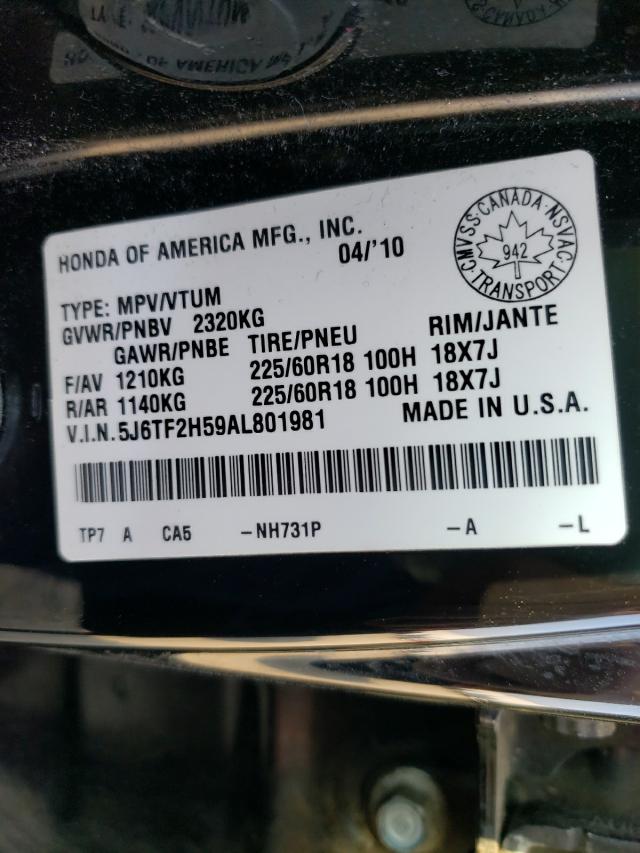 HONDA OF AMERICA MFG., INC.
04/'10
CMVSS·CANADA·NSVAC·TRANSPORT·
942
TYPE: MPV/VTUM
GVWR/PNBV 2320KG
GAWR/PNBE TIRE/PNEU RIM/JANTE
F/AV 1210KG 225/60R18 100H 18X7J
R/AR 1140KG 225/60R18 100H 18X7J
V.I.N.5J6TF2H59AL801981 MADE IN U.S.A.
TP7 A CA5 -NH731P -A -L